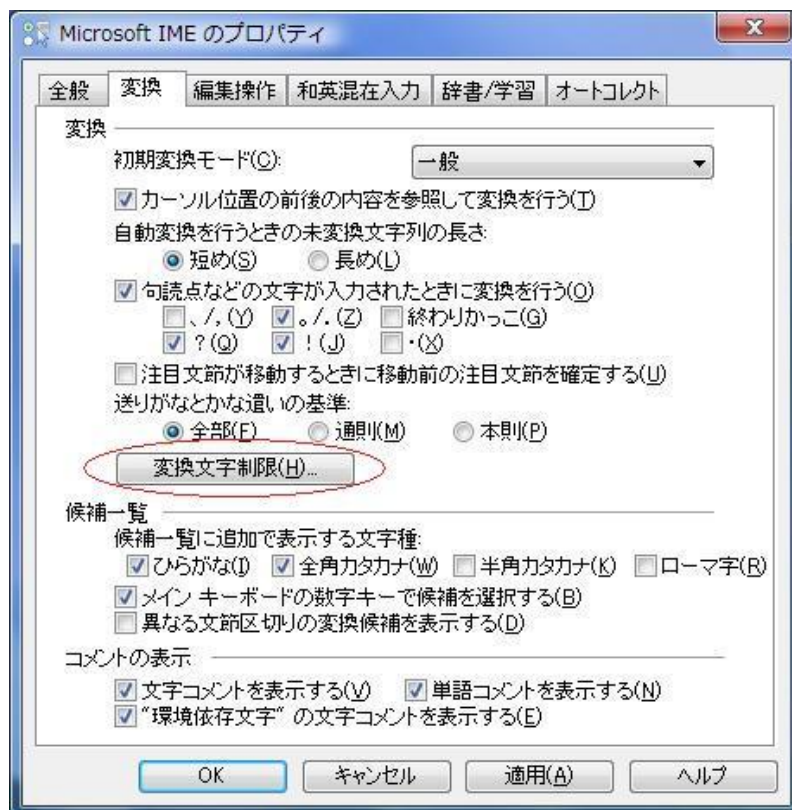 Microsoft IME のプロパティ
全般 変換 編集操作 和英混在入力 辞書/学習 オートコレクト
変換
初期変換モード(C): 一般
カーソル位置の前後の内容を参照して変換を行う(T)
自動変換を行うときの未変換文字列の長さ:
短め(S) 長め(L)
句読点などの文字が入力されたときに変換を行う(O)
、/，(Y) 。/．(Z) 終わりかっこ(G)
？(Q) ！(J) ・(X)
注目文節が移動するときに移動前の注目文節を確定する(U)
送りがなとかな遣いの基準:
全部(F) 通則(M) 本則(P)
変換文字制限(H)...
候補一覧
候補一覧に追加で表示する文字種:
ひらがな(I) 全角カタカナ(W) 半角カタカナ(K) ローマ字(R)
メイン キーボードの数字キーで候補を選択する(B)
異なる文節区切りの変換候補を表示する(D)
コメントの表示
文字コメントを表示する(V) 単語コメントを表示する(N)
"環境依存文字" の文字コメントを表示する(E)
OK キャンセル 適用(A) ヘルプ